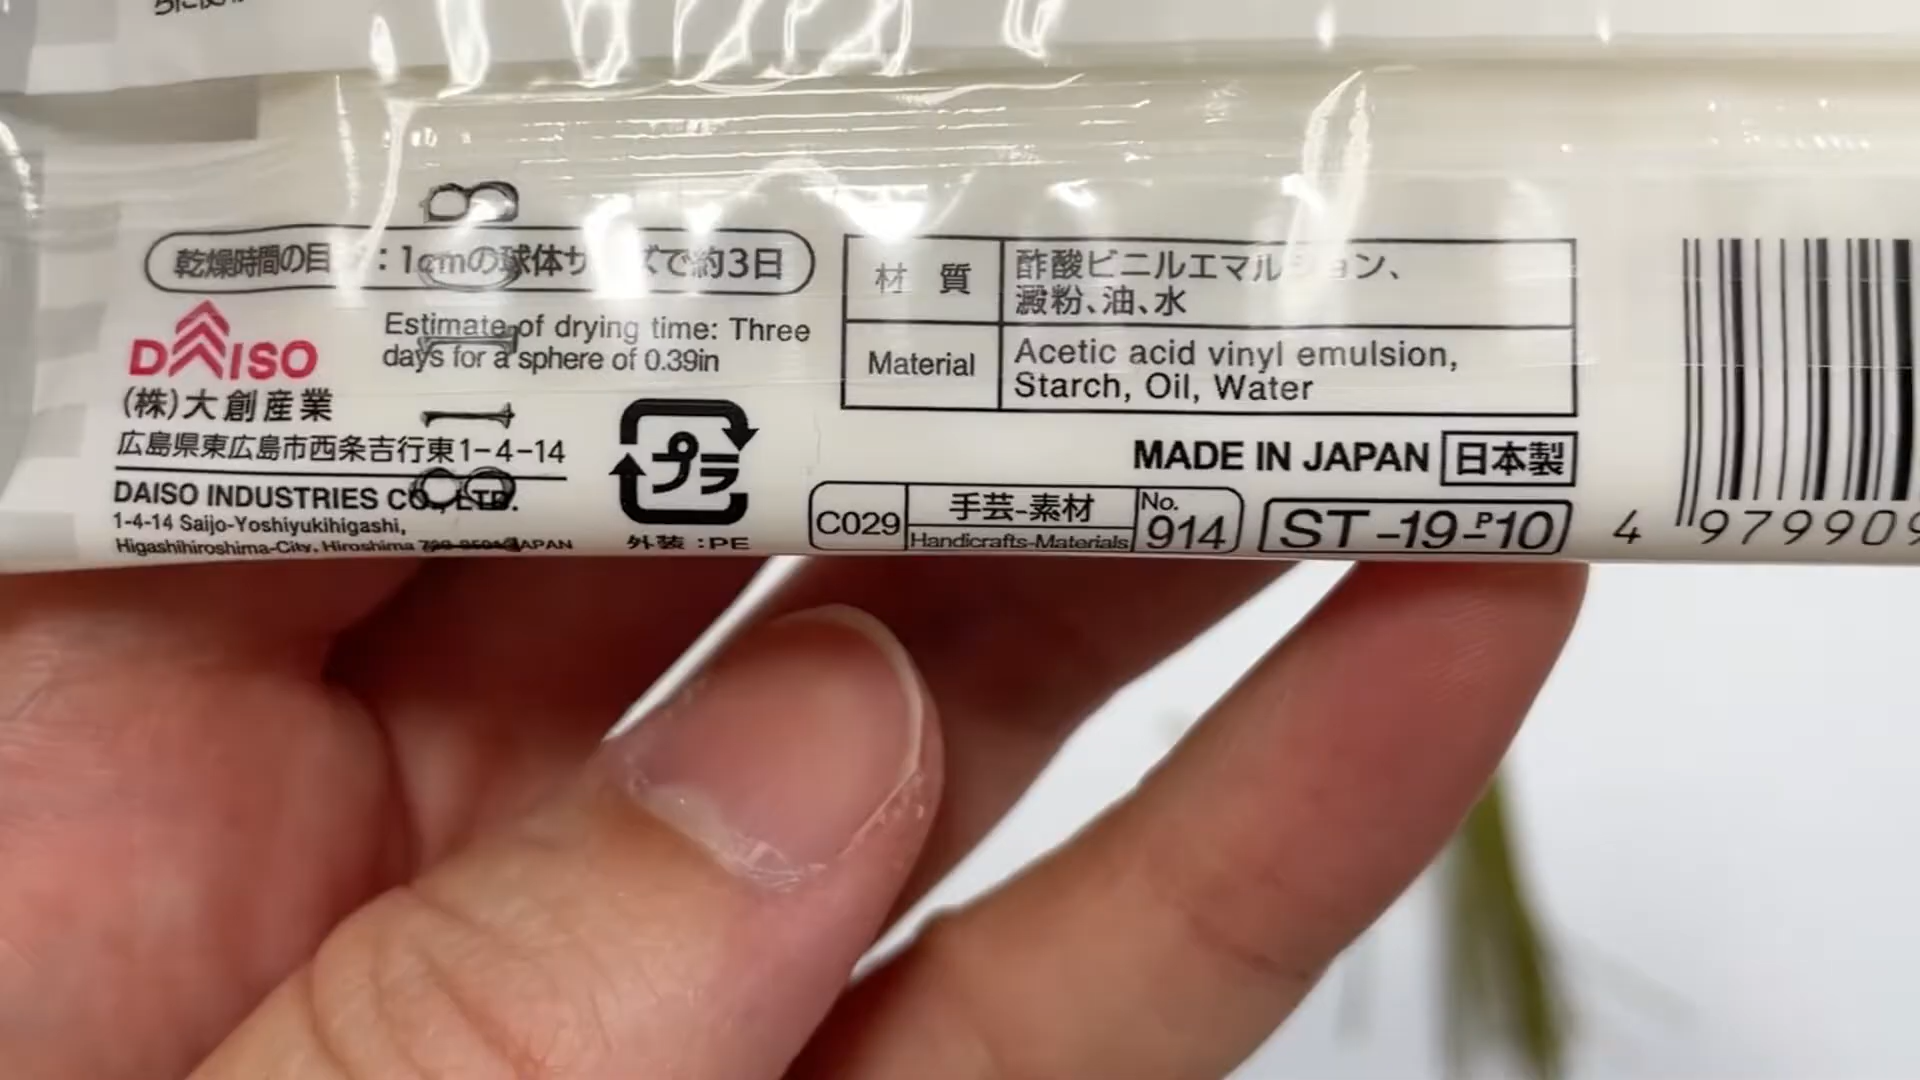 乾燥時間の目 : 1cmの球体サ ズで約3日
Estimate of drying time: Three
days for a sphere of 0.39in
DAISO
(株)大創産業
広島県東広島市西条吉行東1-4-14
DAISO INDUSTRIES CO., LTD.
1-4-14 Saijo-Yoshiyukihigashi,
Higashihiroshima-City, Hiroshima JAPAN
プラ
外装:PE
材 質
酢酸ビニルエマルション、
澱粉、油、水
Material
Acetic acid vinyl emulsion,
Starch, Oil, Water
MADE IN JAPAN 日本製
C029
手芸-素材
Handicrafts-Materials
No.
914
ST-19-P10
4 979909